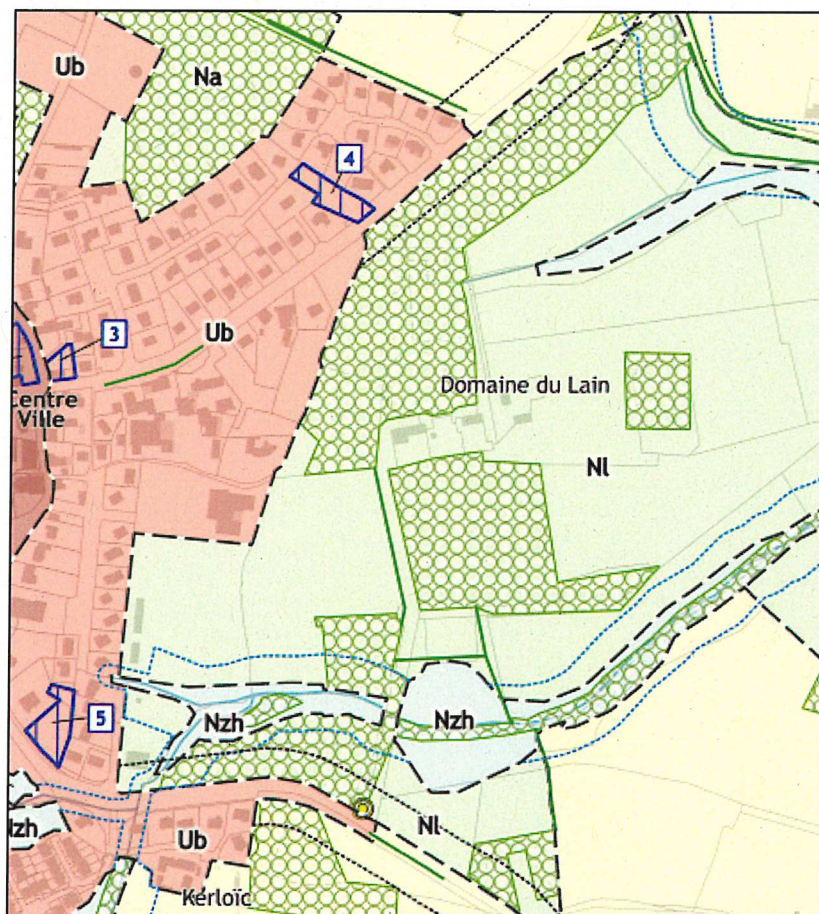 Ub
Na
4
3
Ub
Centre
Ville
Domaine du Lain
Nl
5
Nzh
Nzh
Nzh
Ub
Nl
Kerloïc